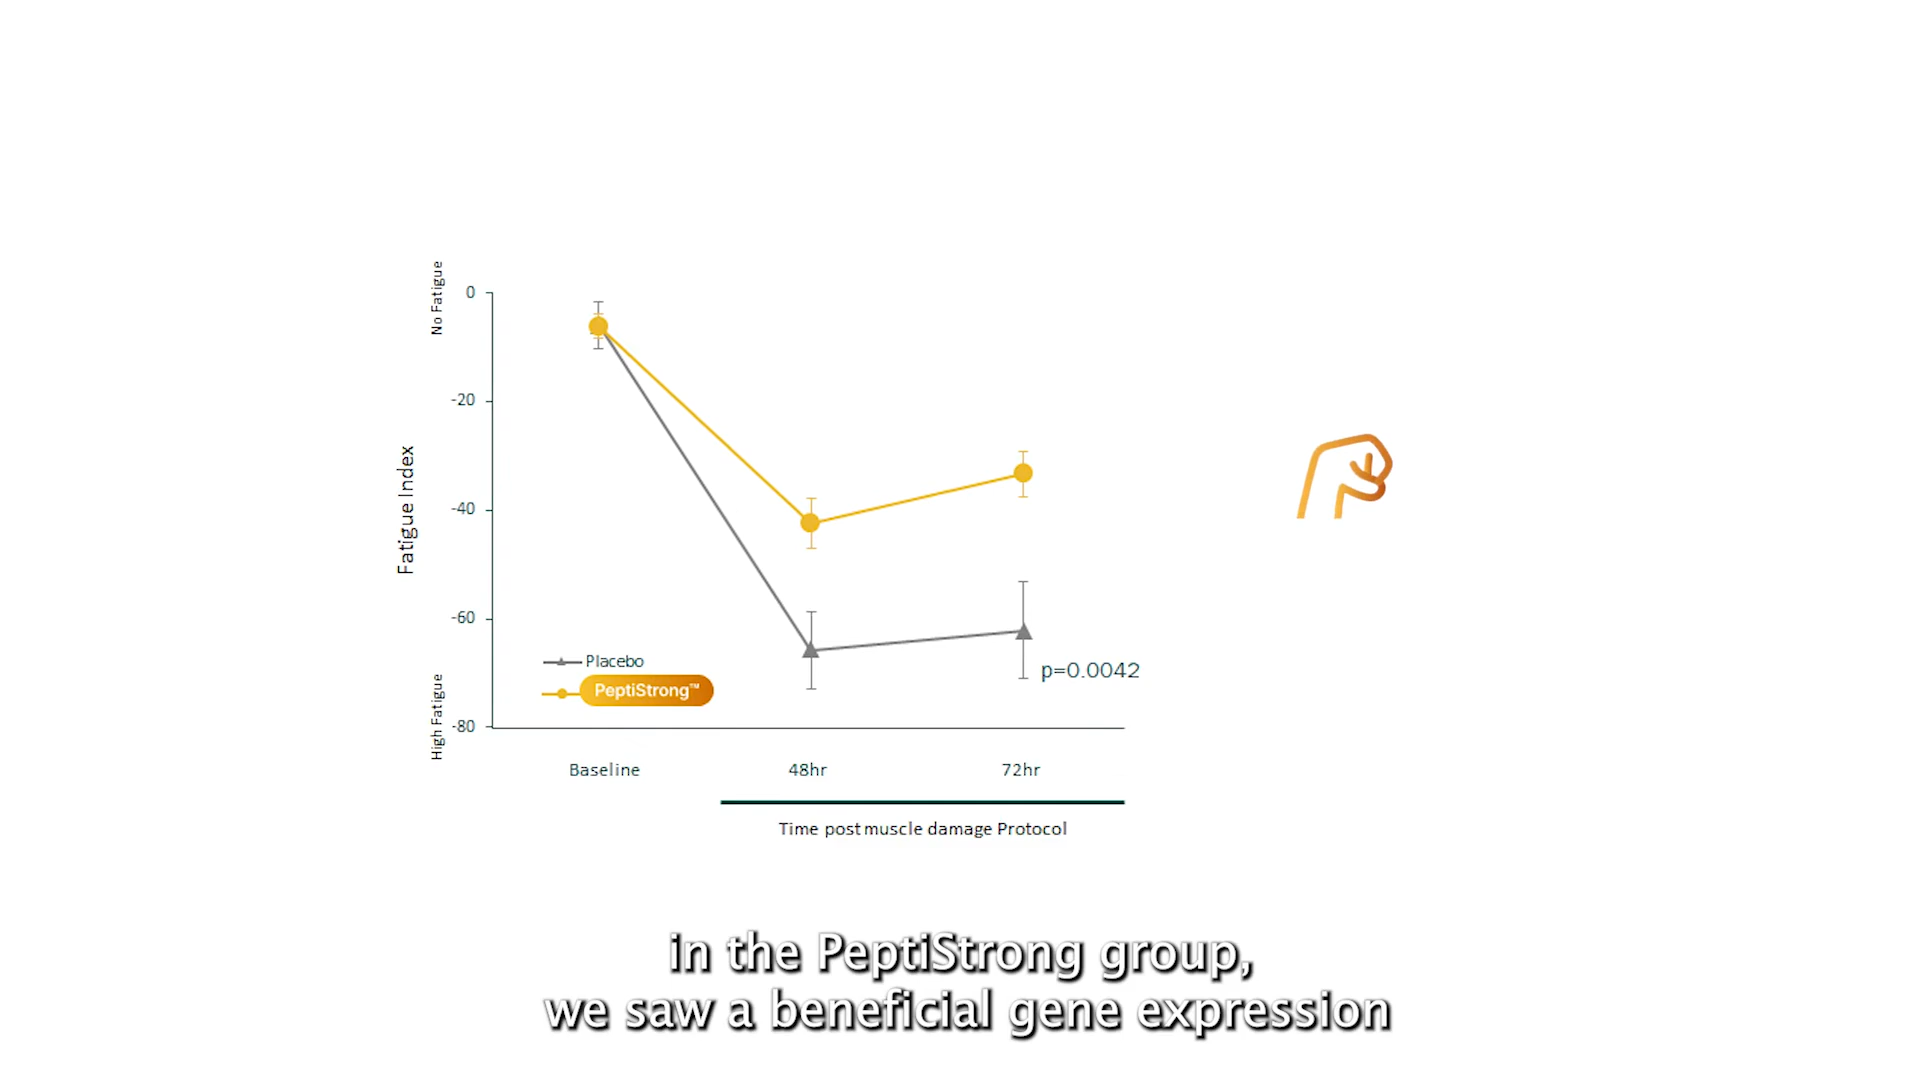 No Fatigue
0
-20
-40
-60
-80
Fatigue Index
High Fatigue
Placebo
PeptiStrong™
p=0.0042
Baseline
48hr
72hr
Time post muscle damage Protocol
in the PeptiStrong group,
we saw a beneficial gene expression